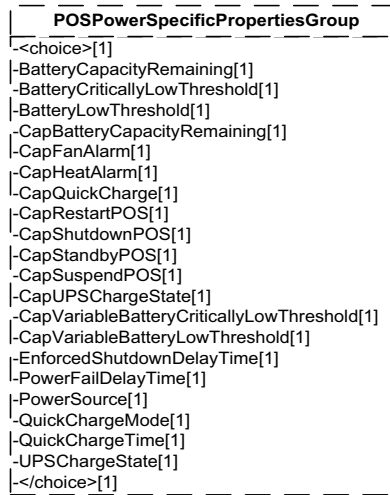 POSPowerSpecificPropertiesGroup
-<choice>[1]
-BatteryCapacityRemaining[1]
-BatteryCriticallyLowThreshold[1]
-BatteryLowThreshold[1]
-CapBatteryCapacityRemaining[1]
-CapFanAlarm[1]
-CapHeatAlarm[1]
-CapQuickCharge[1]
-CapRestartPOS[1]
-CapShutdownPOS[1]
-CapStandbyPOS[1]
-CapSuspendPOS[1]
-CapUPSChargeState[1]
-CapVariableBatteryCriticallyLowThreshold[1]
-CapVariableBatteryLowThreshold[1]
-EnforcedShutdownDelayTime[1]
-PowerFailDelayTime[1]
-PowerSource[1]
-QuickChargeMode[1]
-QuickChargeTime[1]
-UPSChargeState[1]
-</choice>[1]